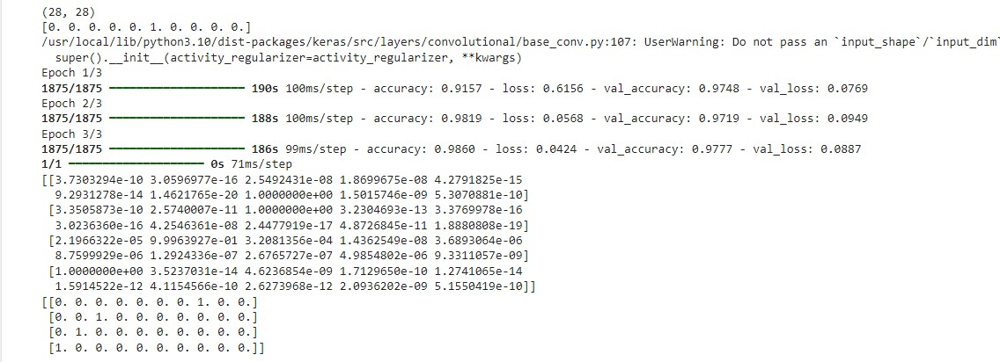 (28, 28)
[0. 0. 0. 0. 0. 1. 0. 0. 0. 0.]
/usr/local/lib/python3.10/dist-packages/keras/src/layers/convolutional/base_conv.py:107: UserWarning: Do not pass an `input_shape`/`input_dim`
super().__init__(activity_regularizer=activity_regularizer, **kwargs)
Epoch 1/3
1875/1875 ━━━━━━━━━━━━━━━━━━━━ 190s 100ms/step - accuracy: 0.9157 - loss: 0.6156 - val_accuracy: 0.9748 - val_loss: 0.0769
Epoch 2/3
1875/1875 ━━━━━━━━━━━━━━━━━━━━ 188s 100ms/step - accuracy: 0.9819 - loss: 0.0568 - val_accuracy: 0.9719 - val_loss: 0.0949
Epoch 3/3
1875/1875 ━━━━━━━━━━━━━━━━━━━━ 186s 99ms/step - accuracy: 0.9860 - loss: 0.0424 - val_accuracy: 0.9777 - val_loss: 0.0887
1/1 ━━━━━━━━━━━━━━━━━━━━ 0s 71ms/step
[[3.7303294e-10 3.0596977e-16 2.5492431e-08 1.8699675e-08 4.2791825e-15
9.2931278e-14 1.4621765e-20 1.0000000e+00 1.5015746e-09 5.3070881e-10]
[3.3505873e-10 2.5740007e-11 1.0000000e+00 3.2304693e-13 3.3769978e-16
3.0236360e-16 4.2546361e-08 2.4477919e-17 4.8726845e-11 1.8880808e-19]
[2.1966322e-05 9.9963927e-01 3.2081356e-04 1.4362549e-08 3.6893064e-06
8.7599929e-06 1.2924336e-07 2.6765727e-07 4.9854802e-06 9.3311057e-09]
[1.0000000e+00 3.5237031e-14 4.6236854e-09 1.7129650e-10 1.2741065e-14
1.5914522e-12 4.1154566e-10 2.6273968e-12 2.0936202e-09 5.1550419e-10]]
[[0. 0. 0. 0. 0. 0. 0. 1. 0. 0.]
[0. 0. 1. 0. 0. 0. 0. 0. 0. 0.]
[0. 1. 0. 0. 0. 0. 0. 0. 0. 0.]
[1. 0. 0. 0. 0. 0. 0. 0. 0. 0.]]